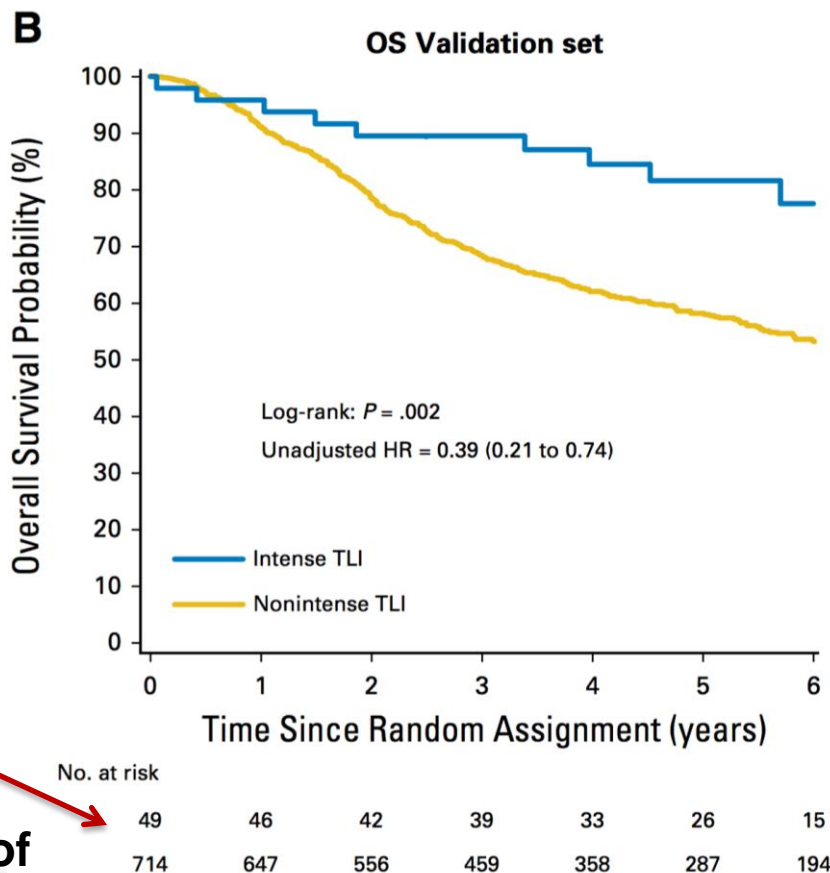 B
OS Validation set
Overall Survival Probability (%)
100
90
80
70
60
50
40
30
20
10
0
Log-rank: P = .002
Unadjusted HR = 0.39 (0.21 to 0.74)
Intense TLI
Nonintense TLI
0 1 2 3 4 5 6
Time Since Random Assignment (years)
No. at risk
49 46 42 39 33 26 15
of
714 647 556 459 358 287 194